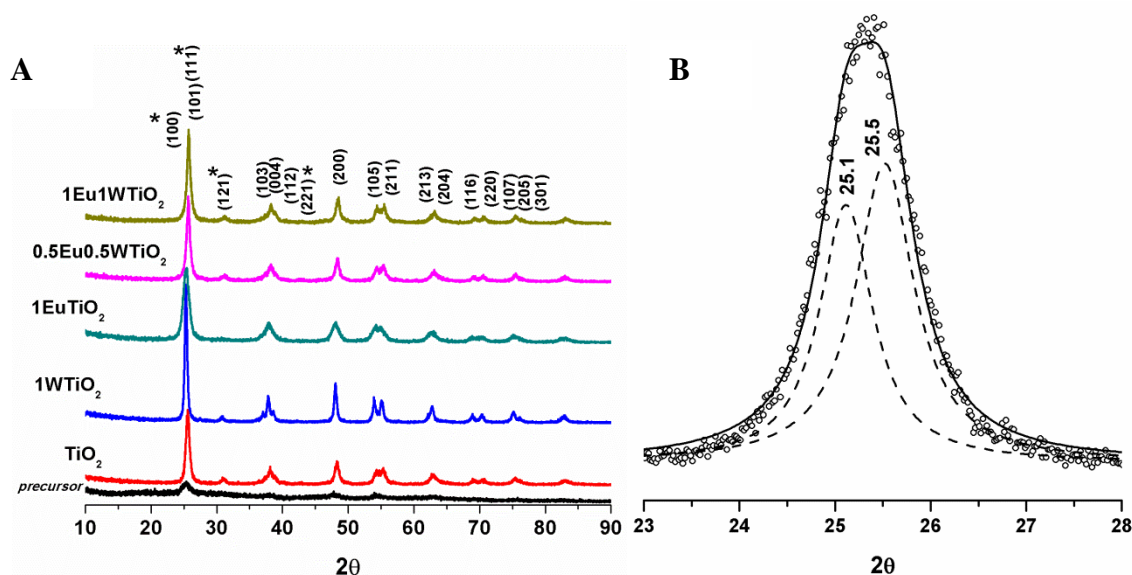 A
B
* (100)
(101)
* (111)
* (121)
(103)
(004)
(112)
(221) *
(200)
(105)
(211)
(213)
(204)
(116)
(220)
(107)
(205)
(301)
1Eu1WTiO₂
0.5Eu0.5WTiO₂
1EuTiO₂
1WTiO₂
TiO₂
precursor
10 20 30 40 50 60 70 80 90
2θ
25.1
25.5
23 24 25 26 27 28
2θ